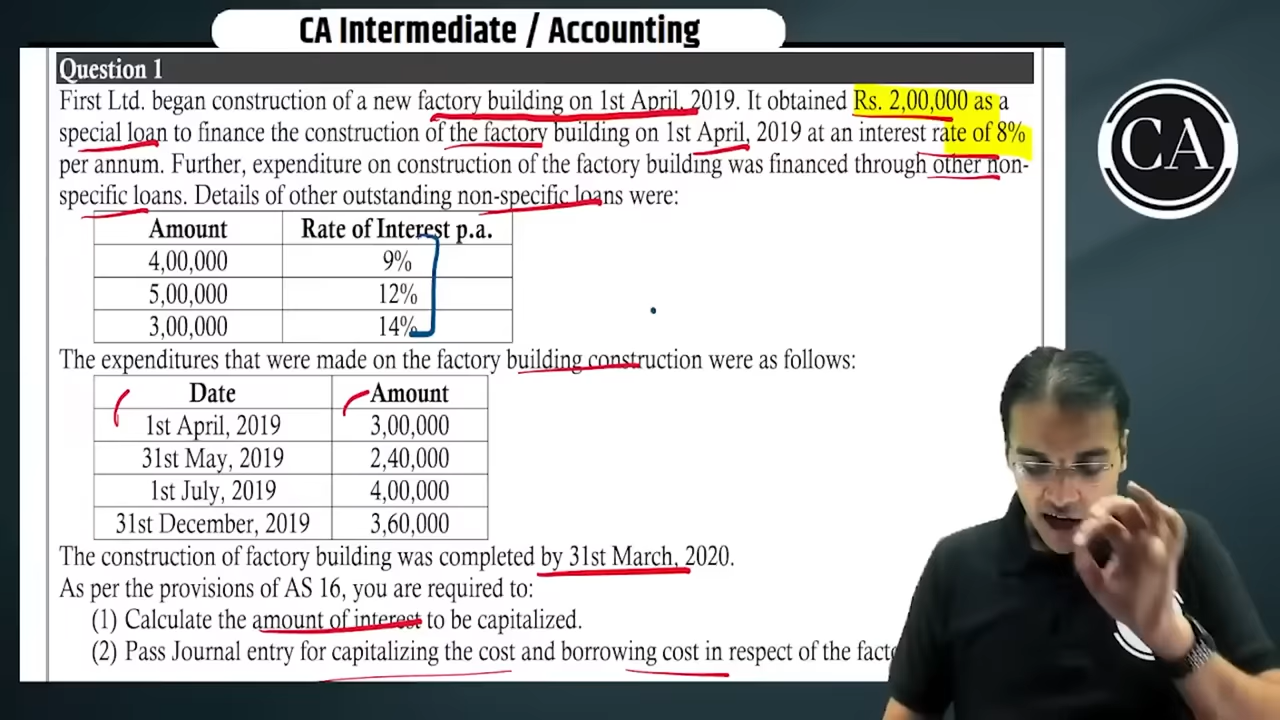 CA Intermediate / Accounting
Question 1
First Ltd. began construction of a new factory building on 1st April, 2019. It obtained Rs. 2,00,000 as a
special loan to finance the construction of the factory building on 1st April, 2019 at an interest rate of 8%
per annum. Further, expenditure on construction of the factory building was financed through other non-
specific loans. Details of other outstanding non-specific loans were:
Amount Rate of Interest p.a.
4,00,000 9%
5,00,000 12%
3,00,000 14%
The expenditures that were made on the factory building construction were as follows:
Date Amount
1st April, 2019 3,00,000
31st May, 2019 2,40,000
1st July, 2019 4,00,000
31st December, 2019 3,60,000
The construction of factory building was completed by 31st March, 2020.
As per the provisions of AS 16, you are required to:
(1) Calculate the amount of interest to be capitalized.
(2) Pass Journal entry for capitalizing the cost and borrowing cost in respect of the
CA